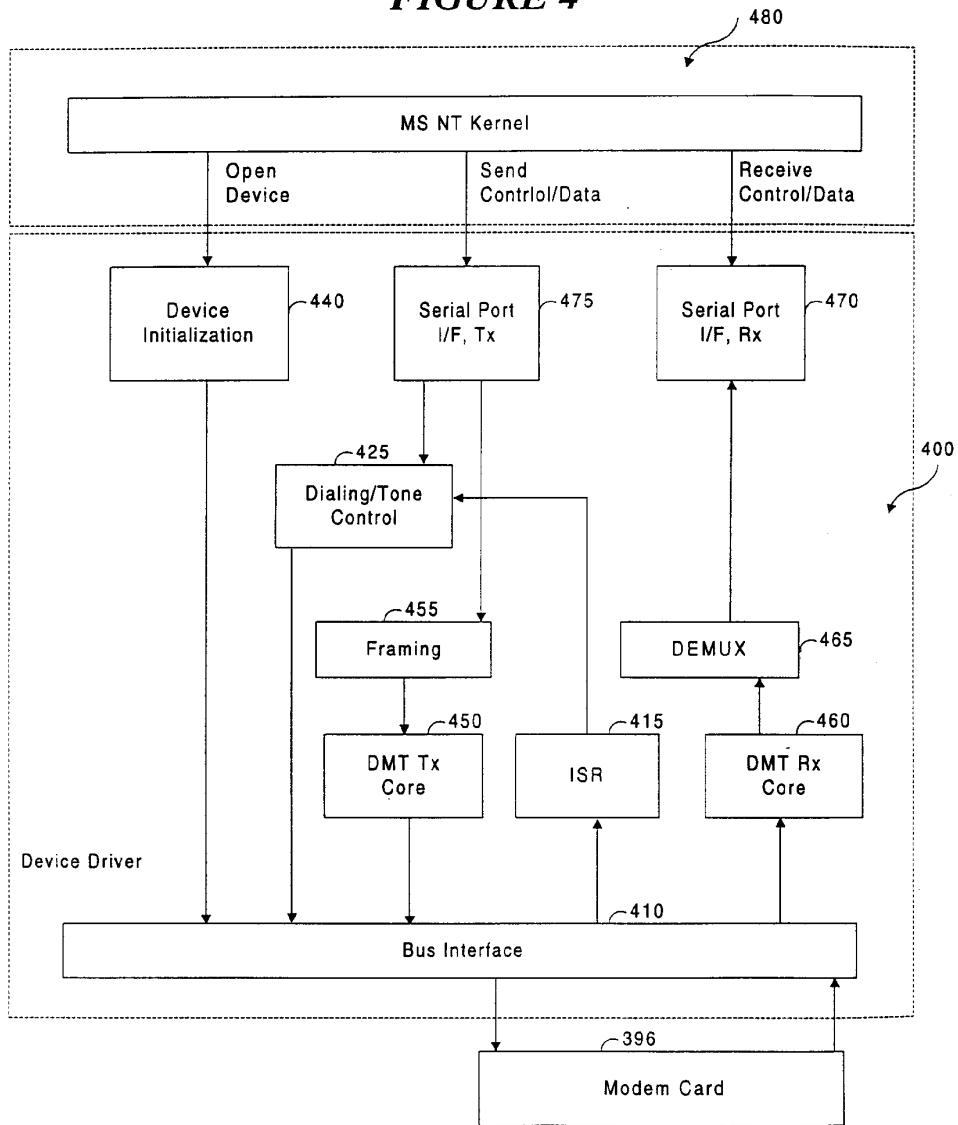 FIGURE 4
480
MS NT Kernel
Open
Device
Send
Contrlol/Data
Receive
Control/Data
Device
Initialization
440
Serial Port
I/F, Tx
475
Serial Port
I/F, Rx
470
400
425
Dialing/Tone
Control
455
Framing
DEMUX
465
450
DMT Tx
Core
415
ISR
460
DMT Rx
Core
Device Driver
410
Bus Interface
396
Modem Card